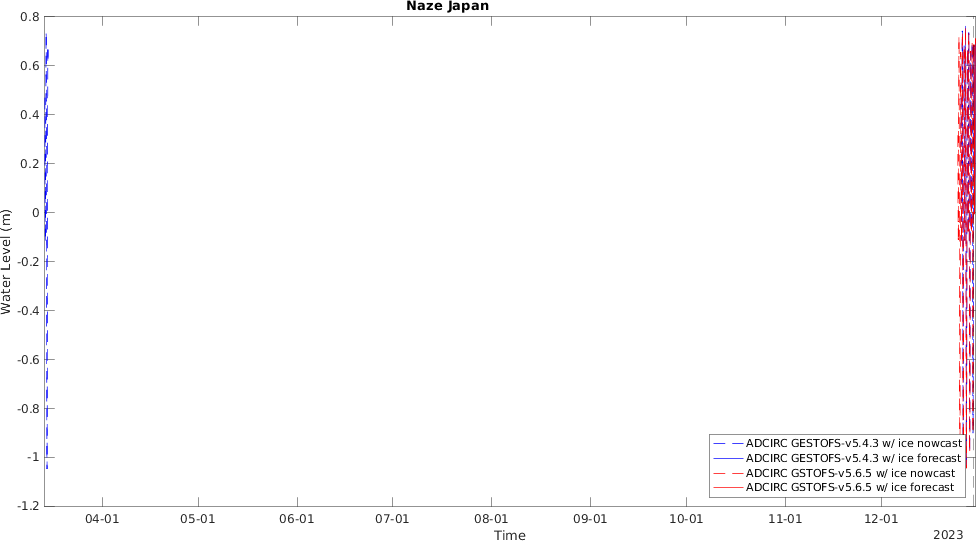 Naze Japan
0.8
0.6
0.4
0.2
0
-0.2
-0.4
-0.6
-0.8
-1
-1.2
Water Level (m)
04-01 05-01 06-01 07-01 08-01 09-01 10-01 11-01 12-01
Time
2023
ADCIRC GESTOFS-v5.4.3 w/ ice nowcast
ADCIRC GESTOFS-v5.4.3 w/ ice forecast
ADCIRC GSTOFS-v5.6.5 w/ ice nowcast
ADCIRC GSTOFS-v5.6.5 w/ ice forecast